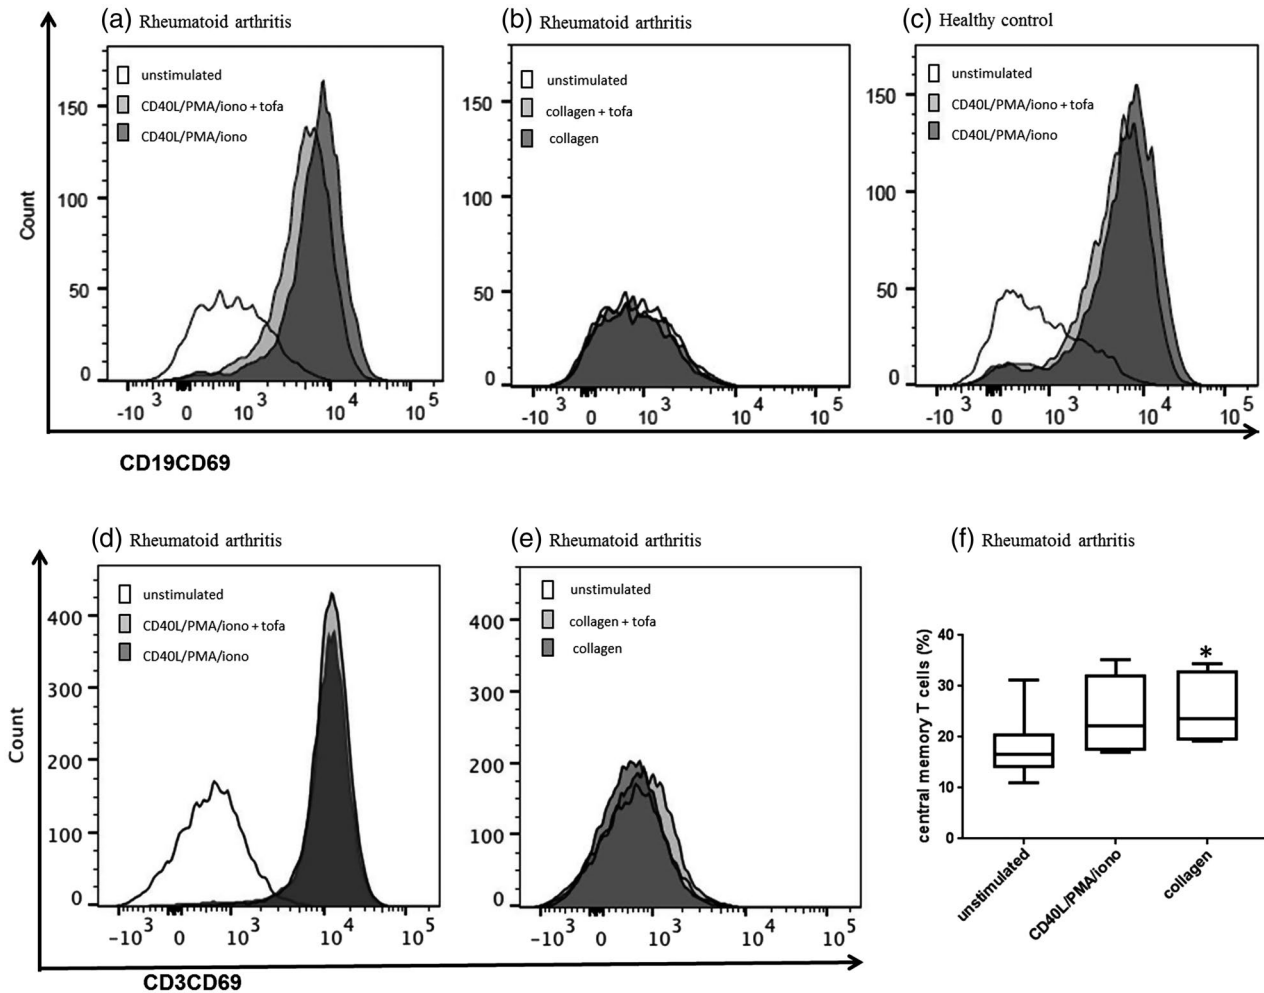 (a) Rheumatoid arthritis
(b) Rheumatoid arthritis
(c) Healthy control
Count
unstimulated
CD40L/PMA/iono + tofa
CD40L/PMA/iono
150
100
50
0
-10 3 0 10 3 10 4 10 5
unstimulated
collagen + tofa
collagen
150
100
50
0
-10 3 0 10 3 10 4 10 5
unstimulated
CD40L/PMA/iono + tofa
CD40L/PMA/iono
150
100
50
0
-10 3 0 10 3 10 4 10 5
CD19CD69
(d) Rheumatoid arthritis
(e) Rheumatoid arthritis
(f) Rheumatoid arthritis
Count
unstimulated
CD40L/PMA/iono + tofa
CD40L/PMA/iono
400
300
200
100
0
-10 3 0 10 3 10 4 10 5
unstimulated
collagen + tofa
collagen
400
300
200
100
0
-10 3 0 10 3 10 4 10 5
central memory T cells (%)
40
30
20
10
0
*
unstimulated
CD40L/PMA/iono
collagen
CD3CD69